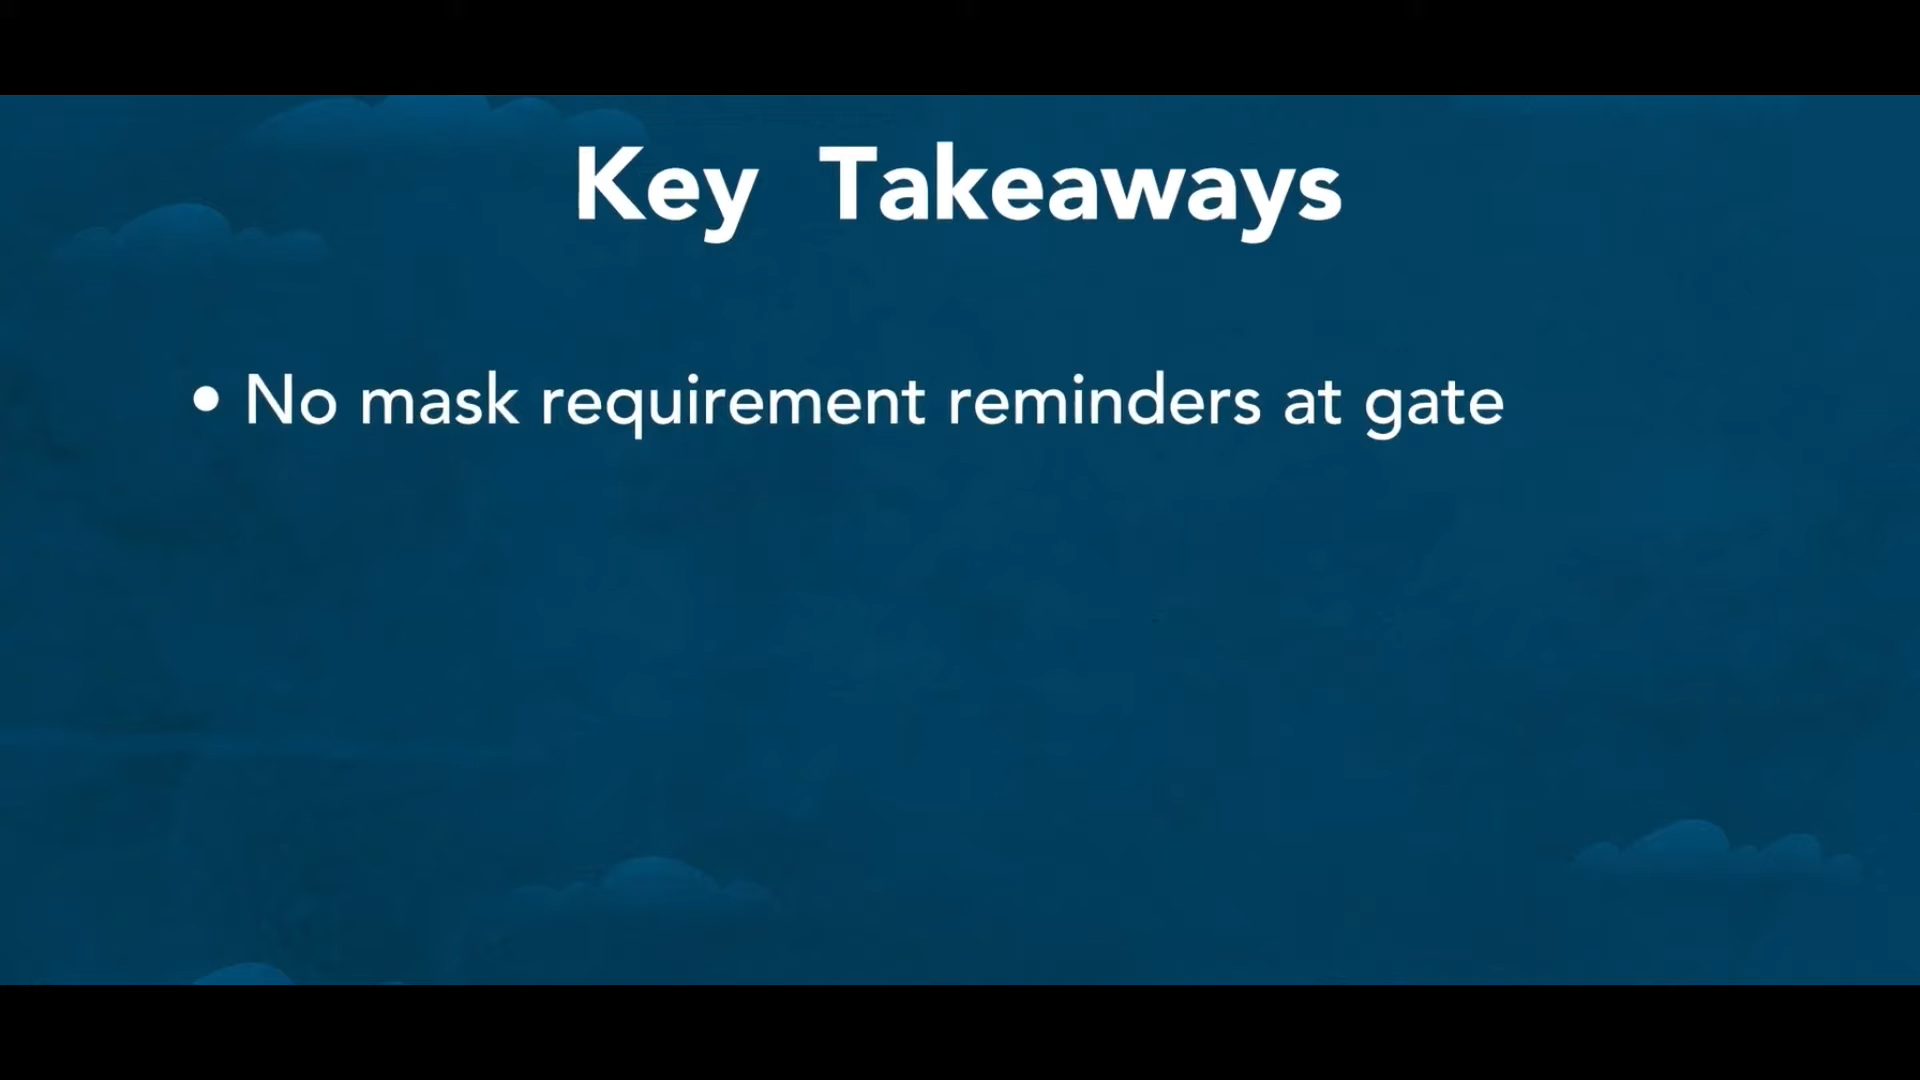 Key Takeaways
• No mask requirement reminders at gate